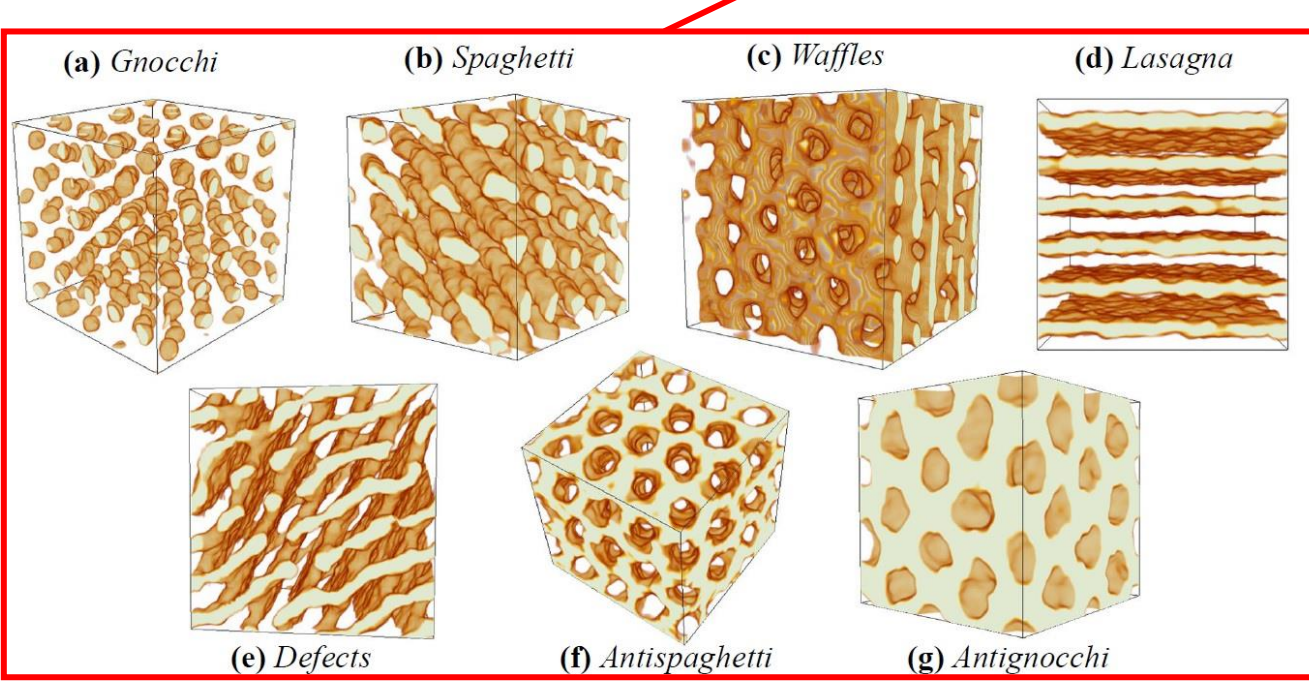 (a) Gnocchi
(b) Spaghetti
(c) Waffles
(d) Lasagna
(e) Defects
(f) Antispaghetti
(g) Antignocchi